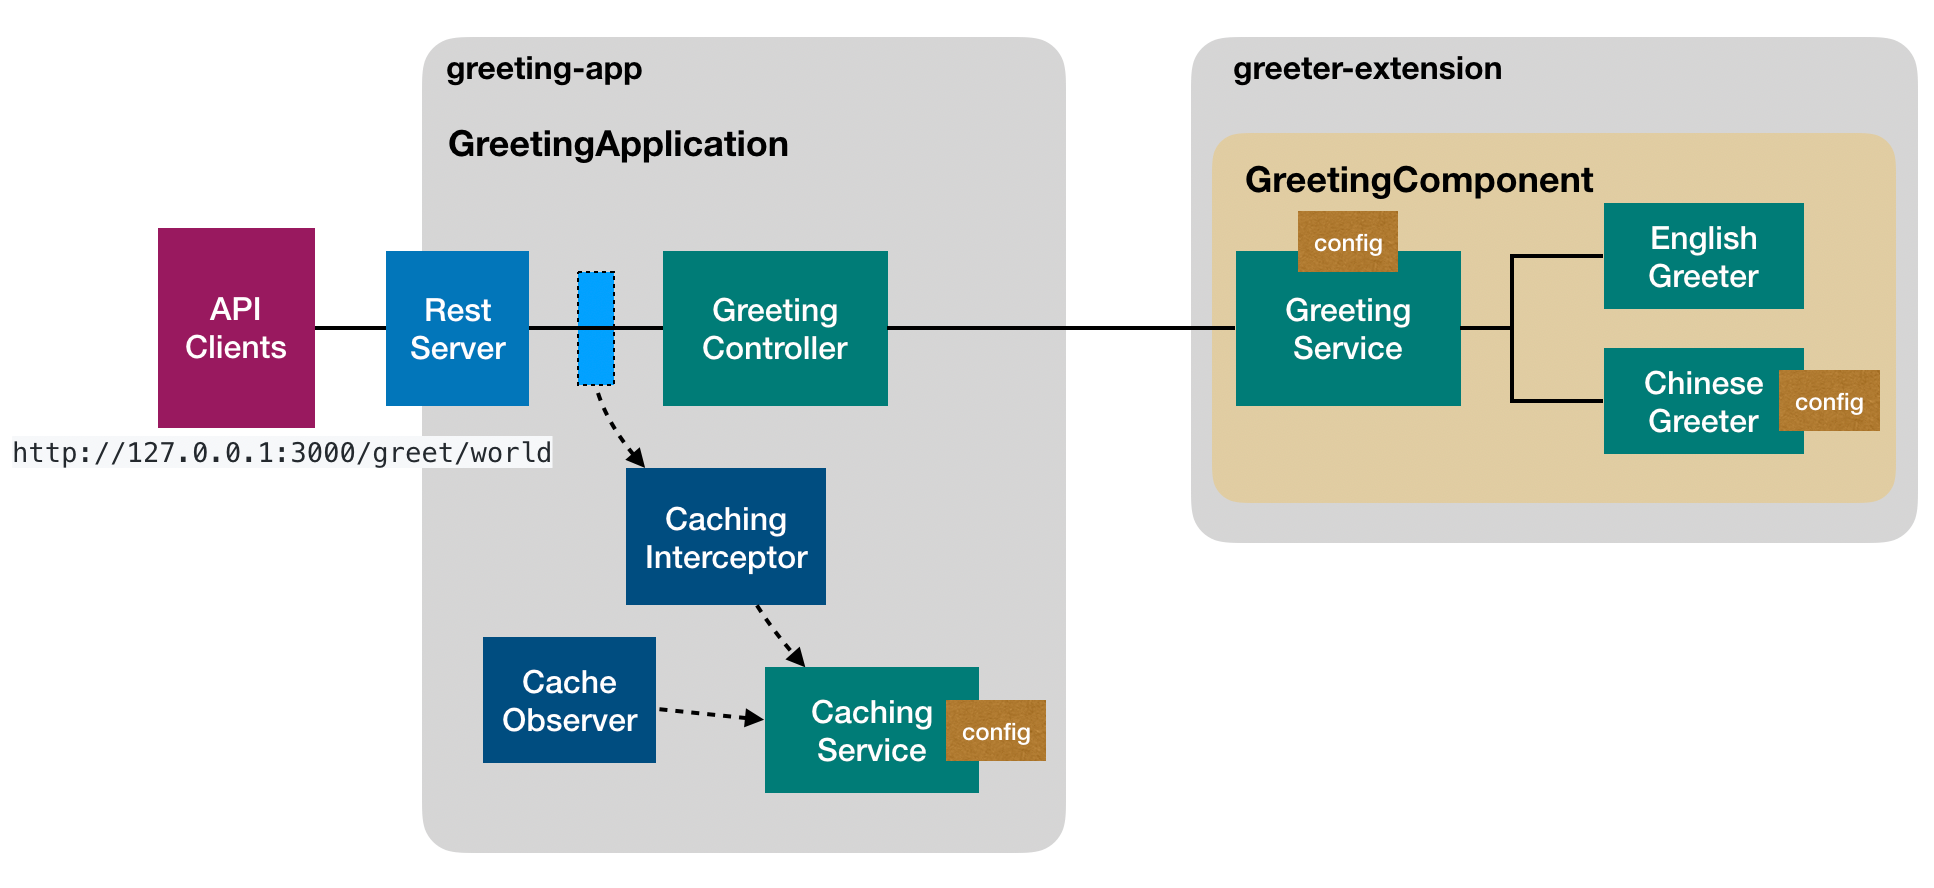 greeting-app
GreetingApplication
API
Clients
http://127.0.0.1:3000/greet/world
Rest
Server
Greeting
Controller
Caching
Interceptor
Cache
Observer
Caching
Service
config
greeter-extension
GreetingComponent
config
Greeting
Service
English
Greeter
Chinese
Greeter
config